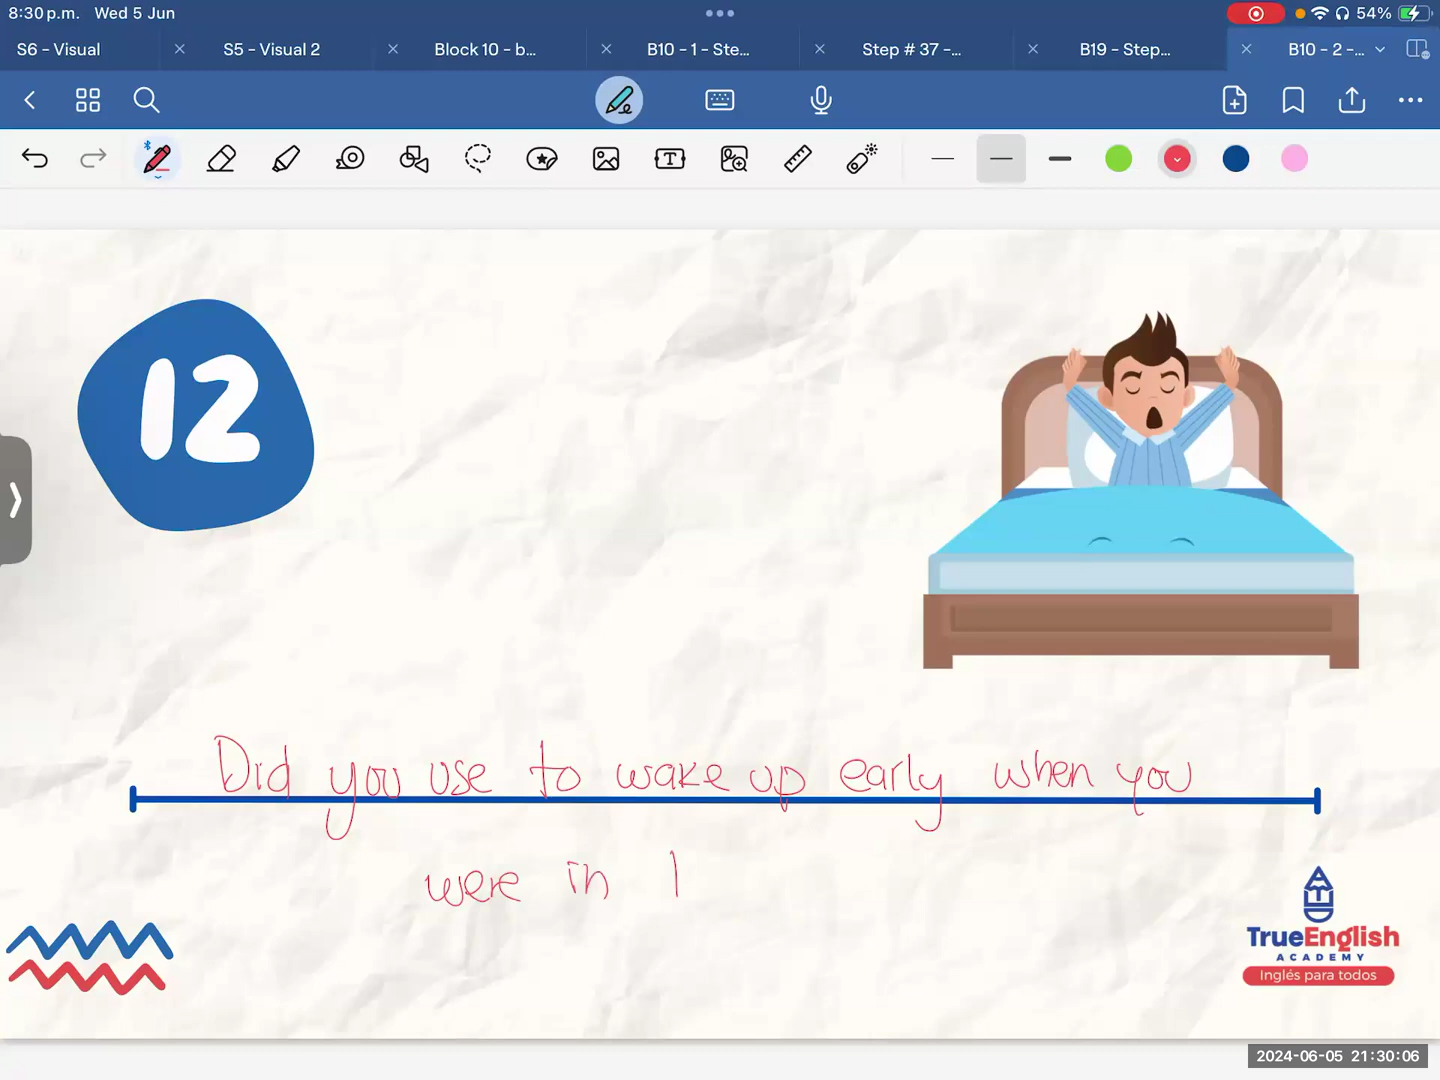 8:30 p.m. Wed 5 Jun
54%
S6 - Visual
S5 - Visual 2
Block 10 - b...
B10 - 1 - Ste...
Step # 37 -...
B19 - Step...
B10 - 2 -...
12
Did you use to wake up early when you
were in
TrueEnglish
ACADEMY
Inglés para todos
2024-06-05 21:30:06